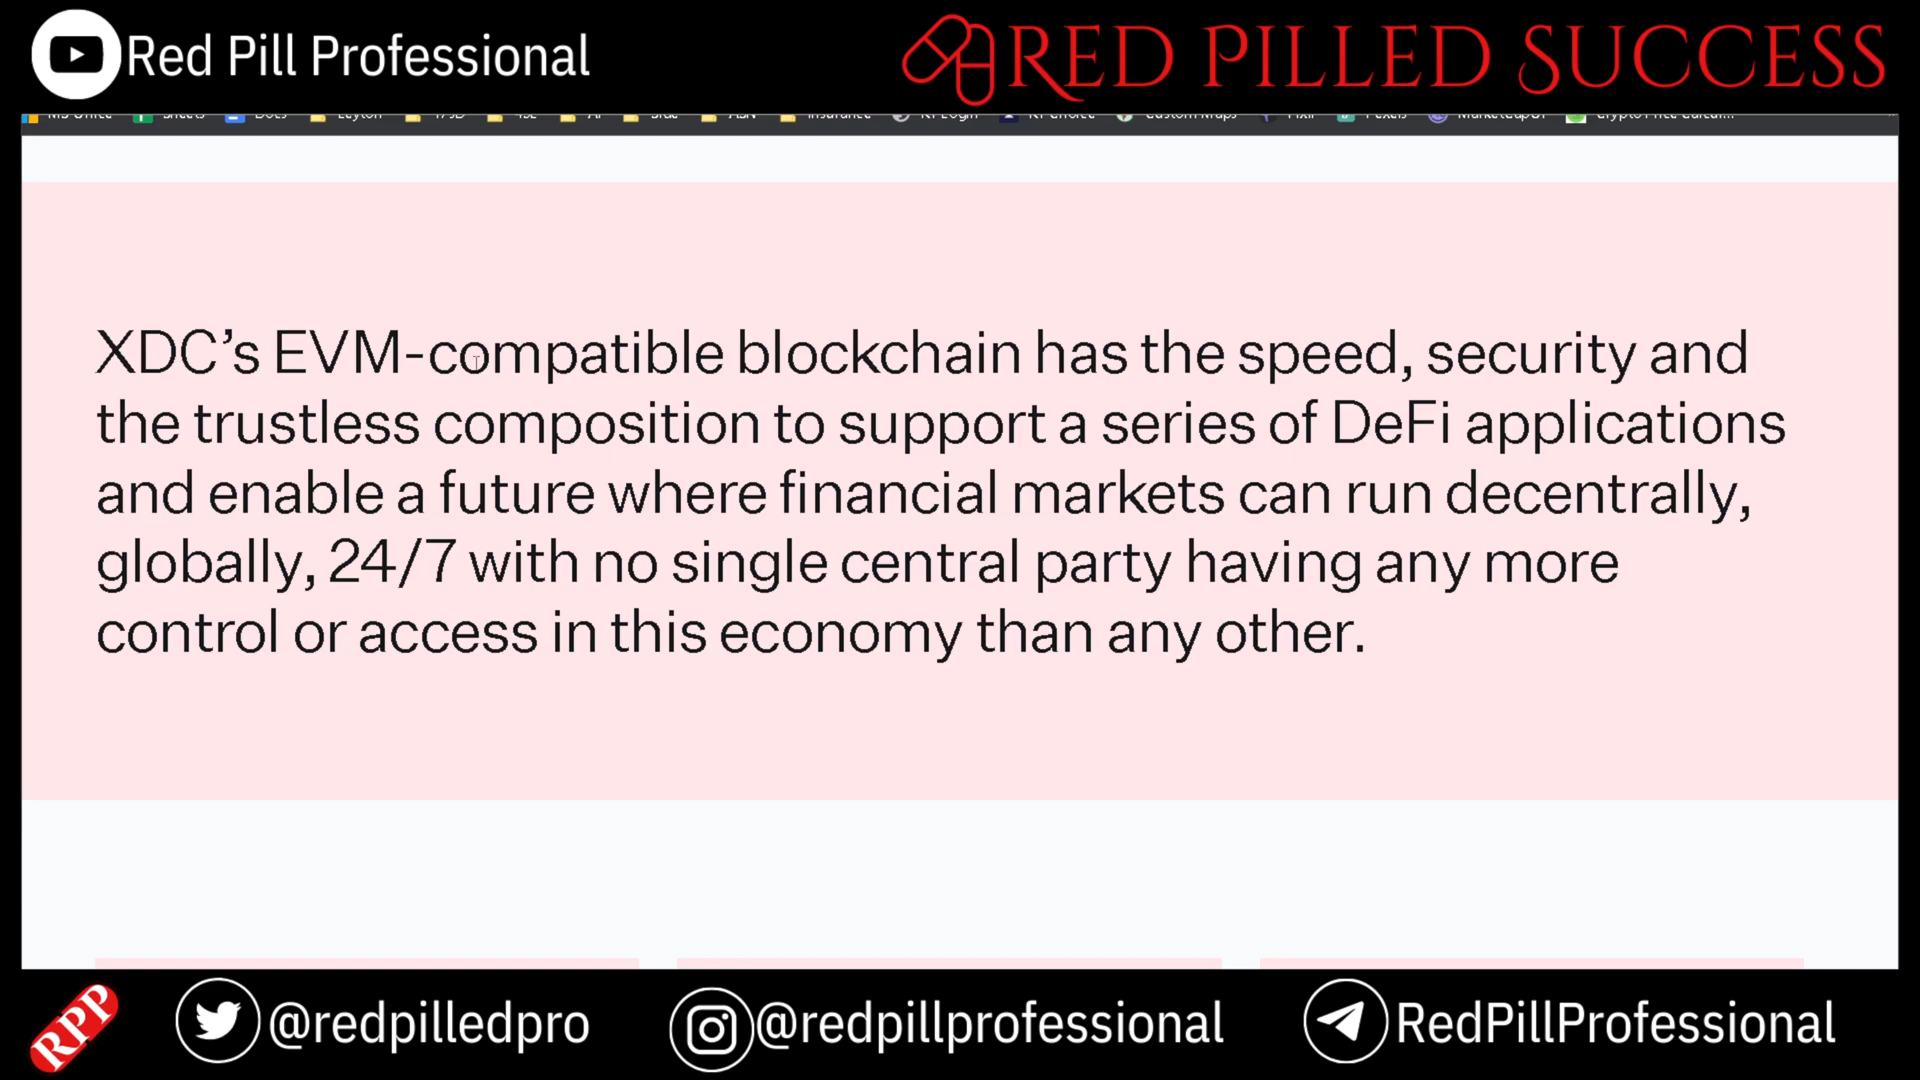 Red Pill Professional
RED PILLED SUCCESS
XDC’s EVM-compatible blockchain has the speed, security and
the trustless composition to support a series of DeFi applications
and enable a future where financial markets can run decentrally,
globally, 24/7 with no single central party having any more
control or access in this economy than any other.
RPP
@redpilledpro
@redpillprofessional
RedPillProfessional